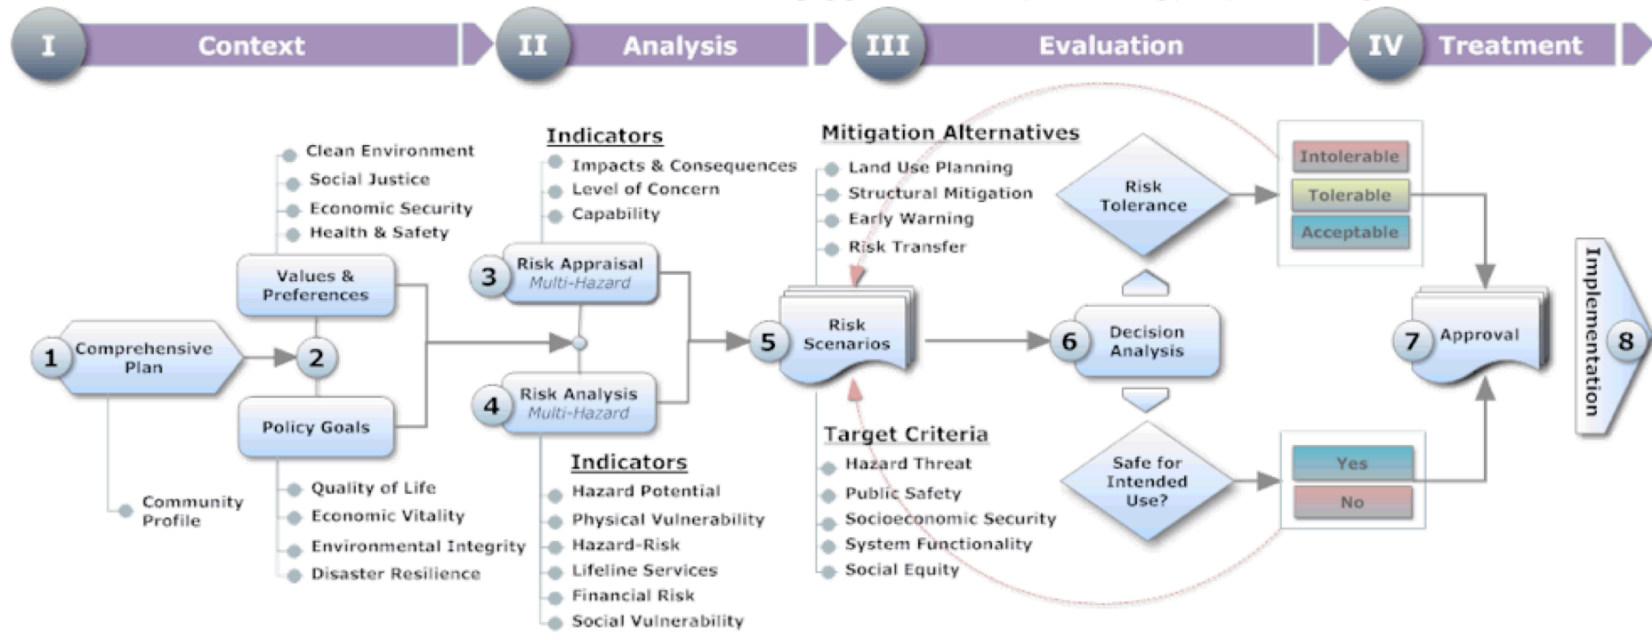 I Context II Analysis III Evaluation IV Treatment
Clean Environment
Social Justice
Economic Security
Health & Safety
Values &
Preferences
1
Comprehensive
Plan
2
Policy Goals
Community
Profile
Quality of Life
Economic Vitality
Environmental Integrity
Disaster Resilience
Indicators
Impacts & Consequences
Level of Concern
Capability
3
Risk Appraisal
Multi-Hazard
4
Risk Analysis
Multi-Hazard
Indicators
Hazard Potential
Physical Vulnerability
Hazard-Risk
Lifeline Services
Financial Risk
Social Vulnerability
Mitigation Alternatives
Land Use Planning
Structural Mitigation
Early Warning
Risk Transfer
5
Risk
Scenarios
Target Criteria
Hazard Threat
Public Safety
Socioeconomic Security
System Functionality
Social Equity
Risk
Tolerance
6
Decision
Analysis
Safe for
Intended
Use?
Intolerable
Tolerable
Acceptable
Yes
No
7
Approval
Implementation
8